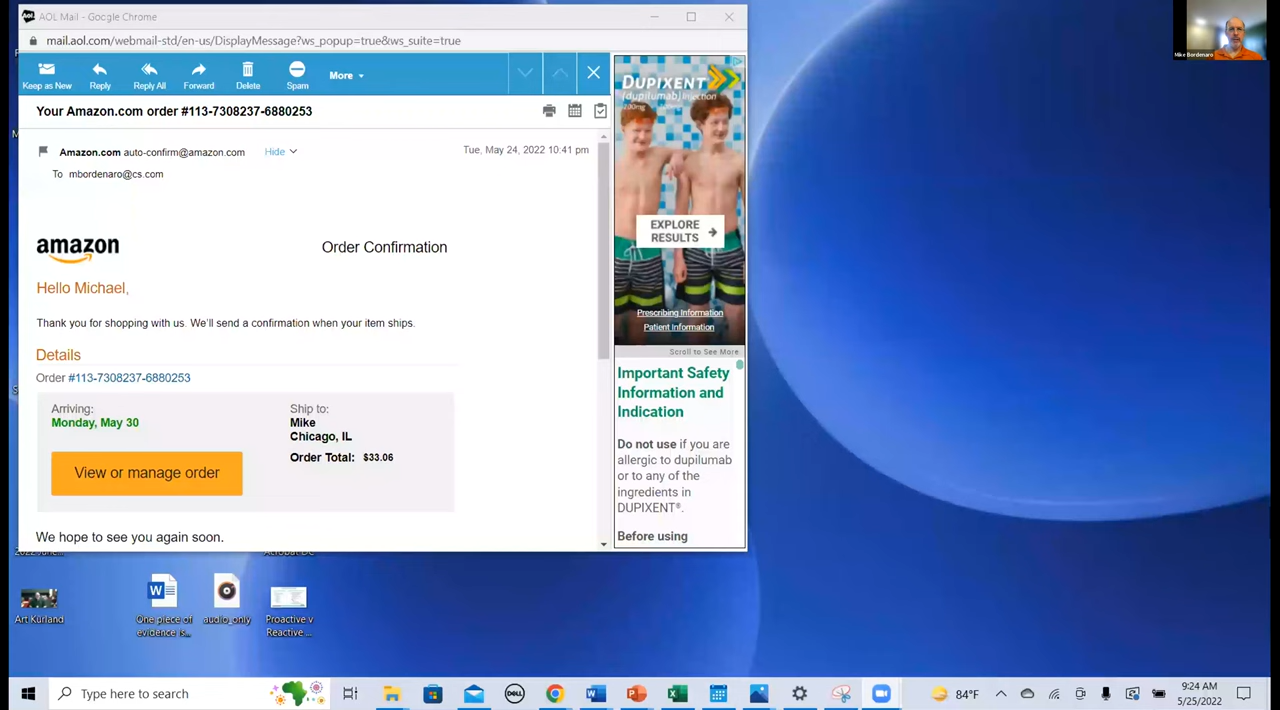 AOL Mail - Google Chrome
mail.aol.com/webmail-std/en-us/DisplayMessage?ws_popup=true&ws_suite=true
Mike Bordenaro
Keep as New
Reply
Reply All
Forward
Delete
Spam
More
Your Amazon.com order #113-7308237-6880253
Amazon.com auto-confirm@amazon.com
Hide
Tue, May 24, 2022 10:41 pm
To mbordenaro@cs.com
amazon
Order Confirmation
Hello Michael,
Thank you for shopping with us. We'll send a confirmation when your item ships.
Details
Order #113-7308237-6880253
Arriving:
Monday, May 30
Ship to:
Mike
Chicago, IL
Order Total: $33.06
View or manage order
We hope to see you again soon.
DUPIXENT
(dupilumab) Injection
EXPLORE
RESULTS
Prescribing Information
Patient Information
Scroll to See More
Important Safety
Information and
Indication
Do not use if you are
allergic to dupilumab
or to any of the
ingredients in
DUPIXENT®.
Before using
Art Kurland
One piece of
evidence is...
audio_only
Proactive v
Reactive ...
Type here to search
DELL
84°F
9:24 AM
5/25/2022